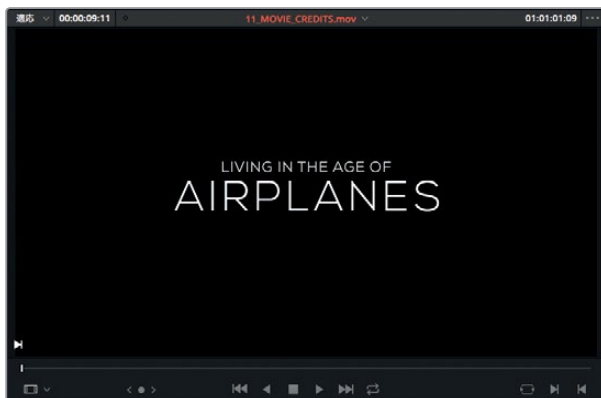 適応 00:00:09:11 11_MOVIE_CREDITS.mov 01:01:01:09
LIVING IN THE AGE OF
AIRPLANES